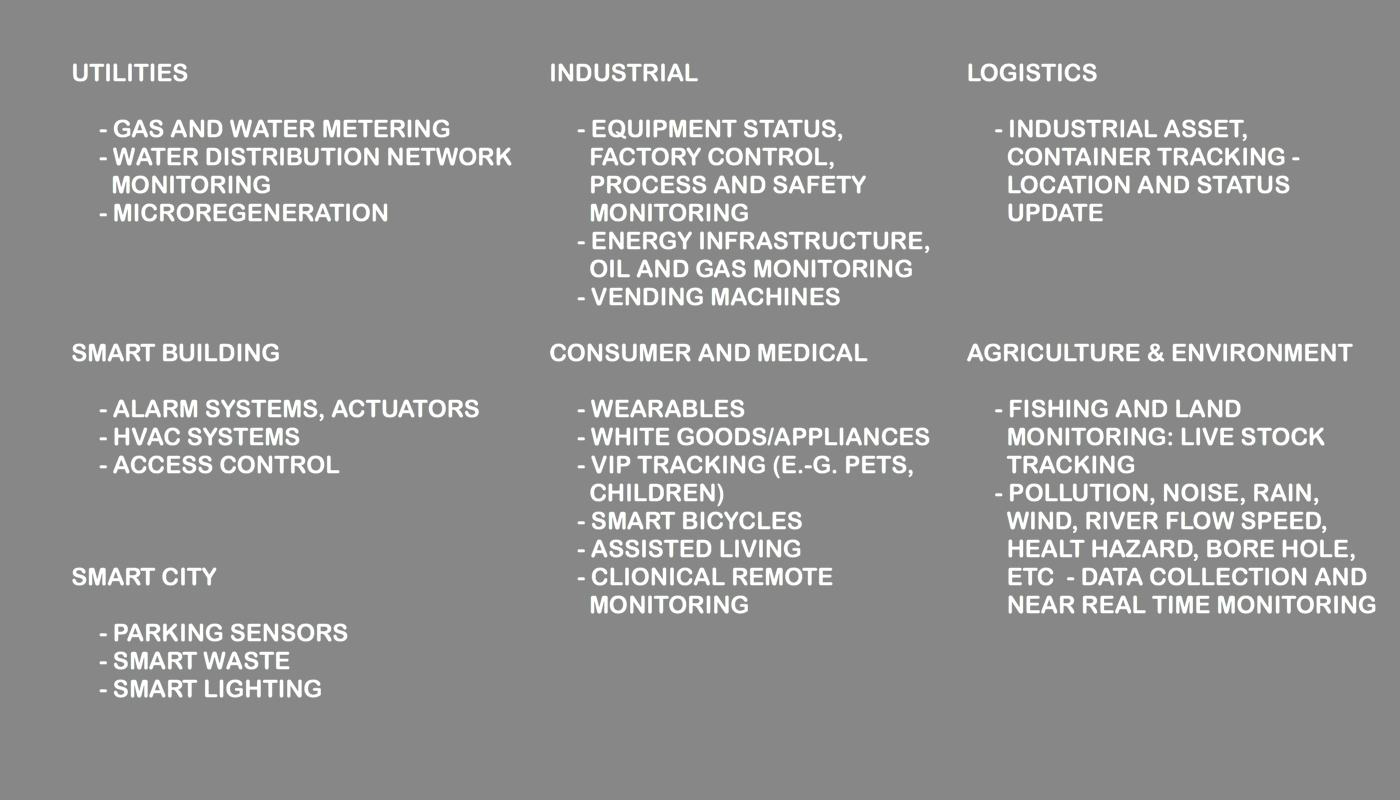 UTILITIES
- GAS AND WATER METERING
- WATER DISTRIBUTION NETWORK
MONITORING
- MICROREGENERATION
INDUSTRIAL
- EQUIPMENT STATUS,
FACTORY CONTROL,
PROCESS AND SAFETY
MONITORING
- ENERGY INFRASTRUCTURE,
OIL AND GAS MONITORING
- VENDING MACHINES
LOGISTICS
- INDUSTRIAL ASSET,
CONTAINER TRACKING -
LOCATION AND STATUS
UPDATE
SMART BUILDING
- ALARM SYSTEMS, ACTUATORS
- HVAC SYSTEMS
- ACCESS CONTROL
CONSUMER AND MEDICAL
- WEARABLES
- WHITE GOODS/APPLIANCES
- VIP TRACKING (E.-G. PETS,
CHILDREN)
- SMART BICYCLES
- ASSISTED LIVING
- CLIONICAL REMOTE
MONITORING
AGRICULTURE & ENVIRONMENT
- FISHING AND LAND
MONITORING: LIVE STOCK
TRACKING
- POLLUTION, NOISE, RAIN,
WIND, RIVER FLOW SPEED,
HEALT HAZARD, BORE HOLE,
ETC  - DATA COLLECTION AND
NEAR REAL TIME MONITORING
SMART CITY
- PARKING SENSORS
- SMART WASTE
- SMART LIGHTING